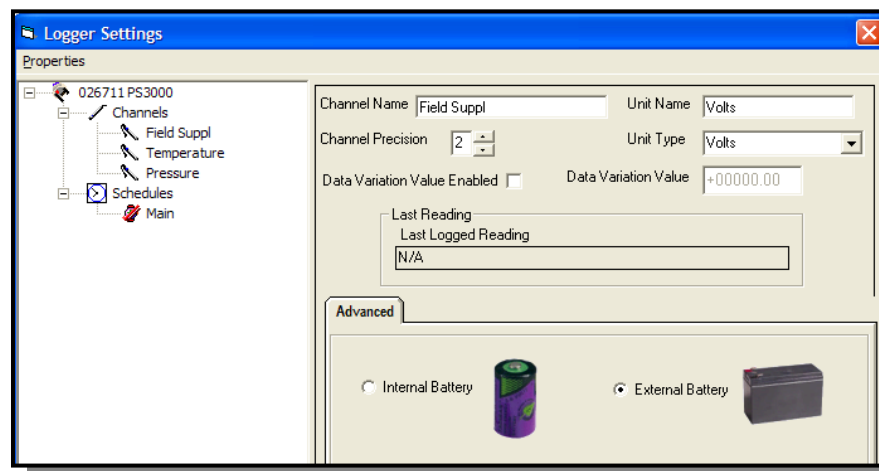 Logger Settings
Properties
026711 PS3000
Channels
Field Suppl
Temperature
Pressure
Schedules
Main
Channel Name Field Suppl Unit Name Volts
Channel Precision 2 Unit Type Volts
Data Variation Value Enabled Data Variation Value +00000.00
Last Reading
Last Logged Reading
N/A
Advanced
Internal Battery External Battery